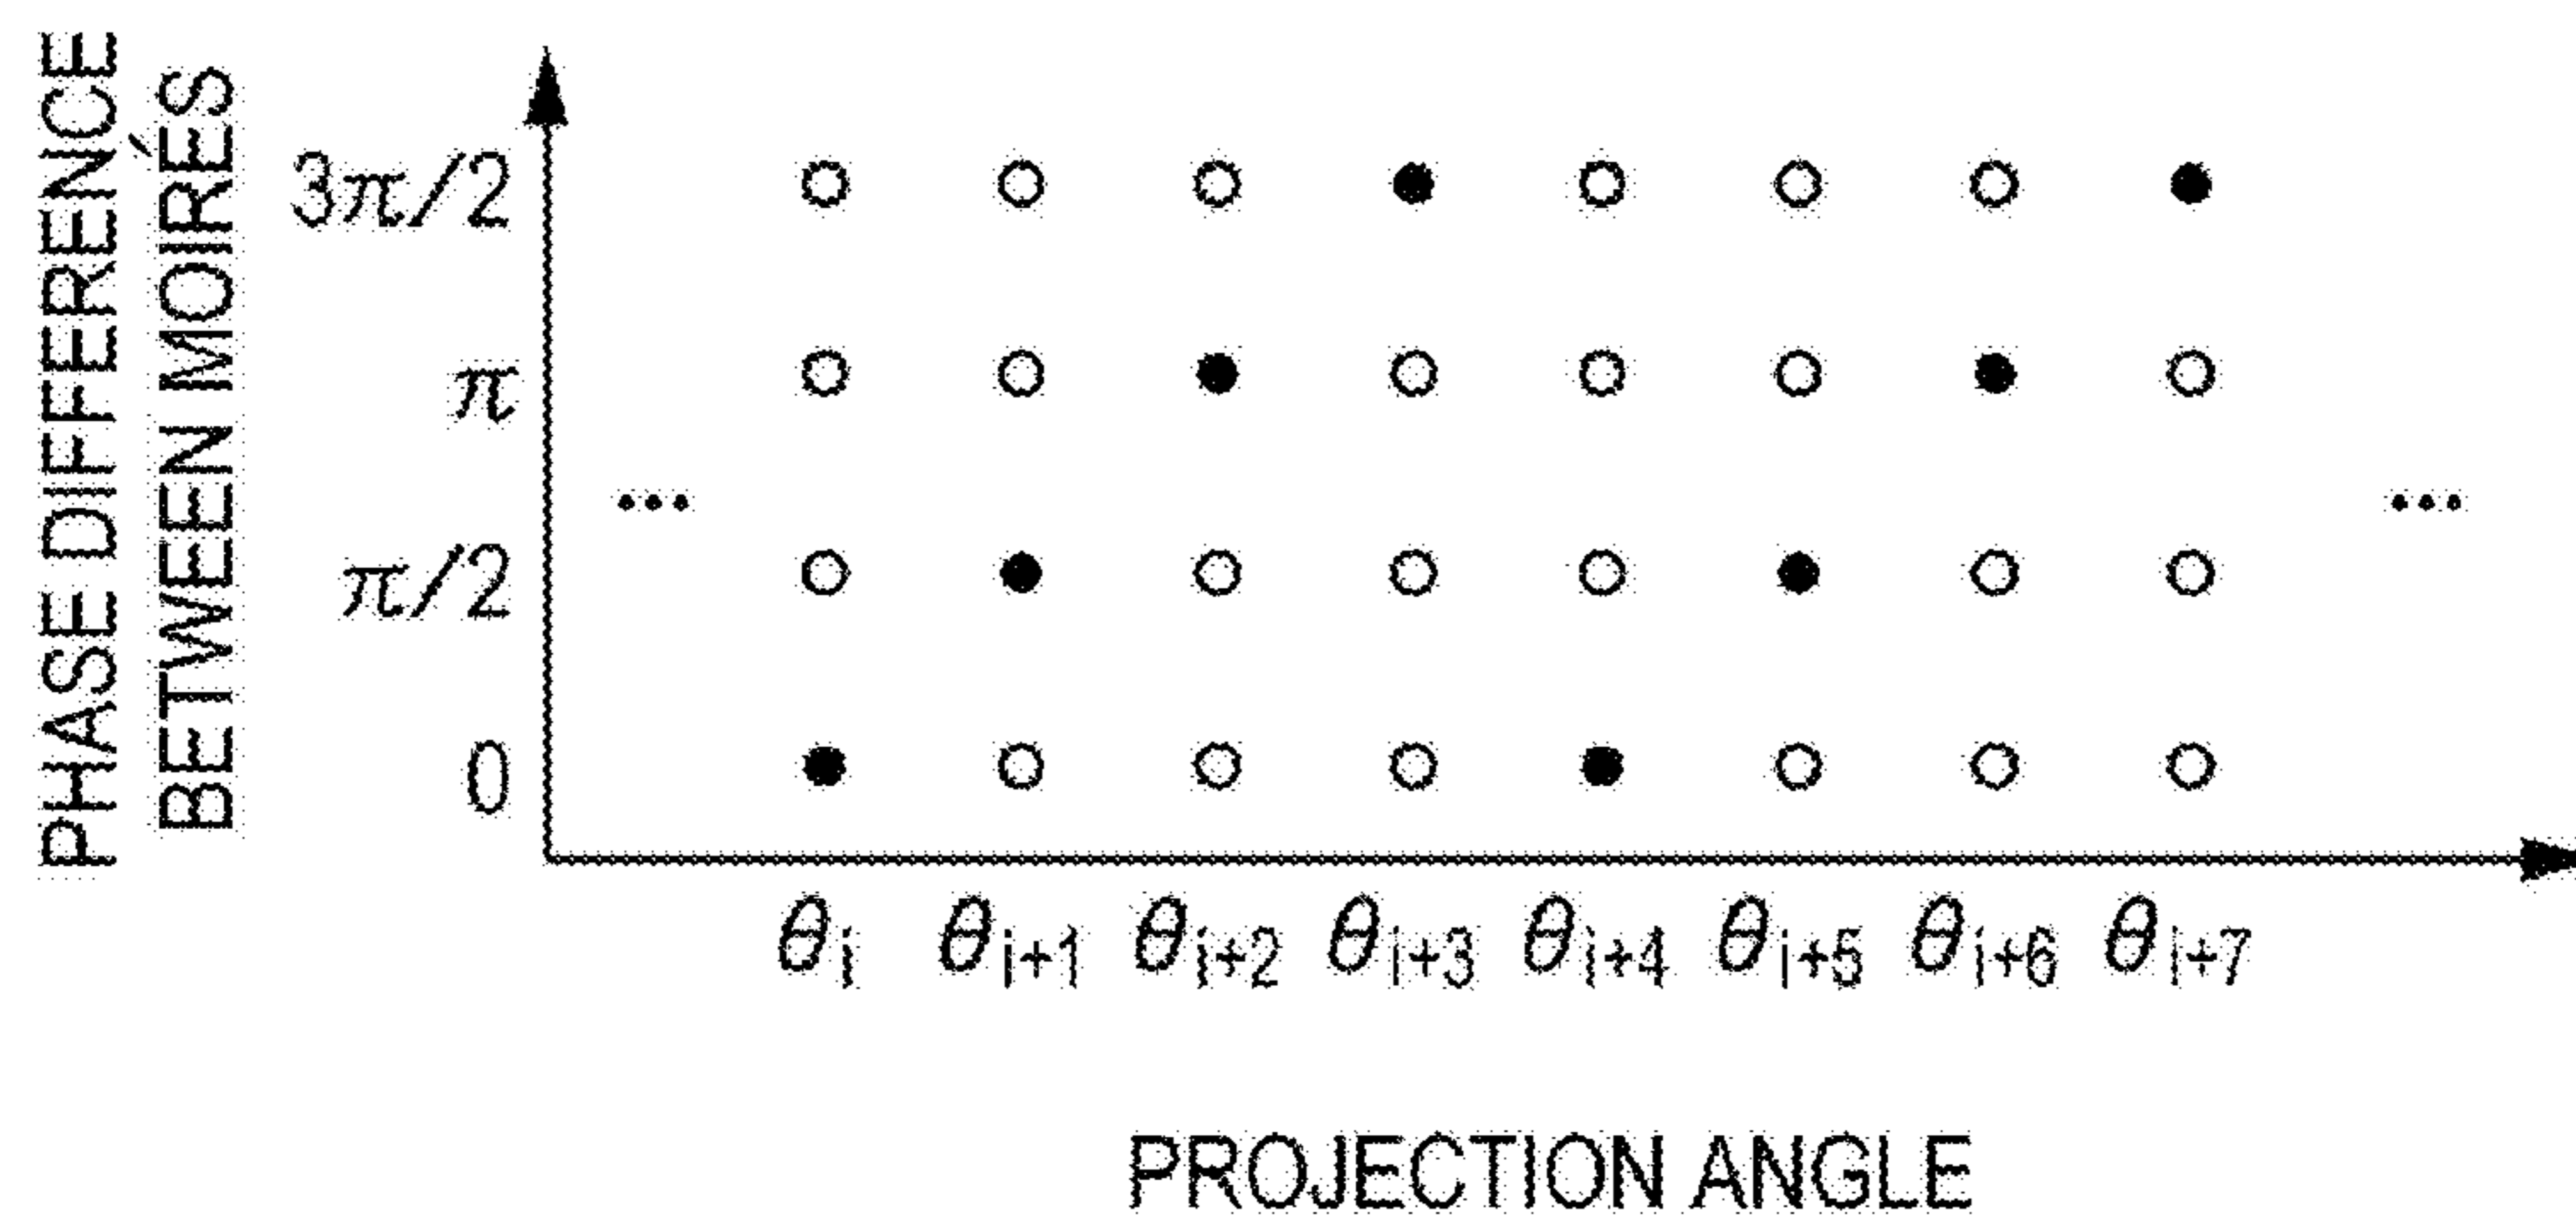 PHASE DIFFERENCE
BETWEEN MOIRÉS
3π/2
π
π/2
0
...
...
θi θi+1 θi+2 θi+3 θi+4 θi+5 θi+6 θi+7
PROJECTION ANGLE